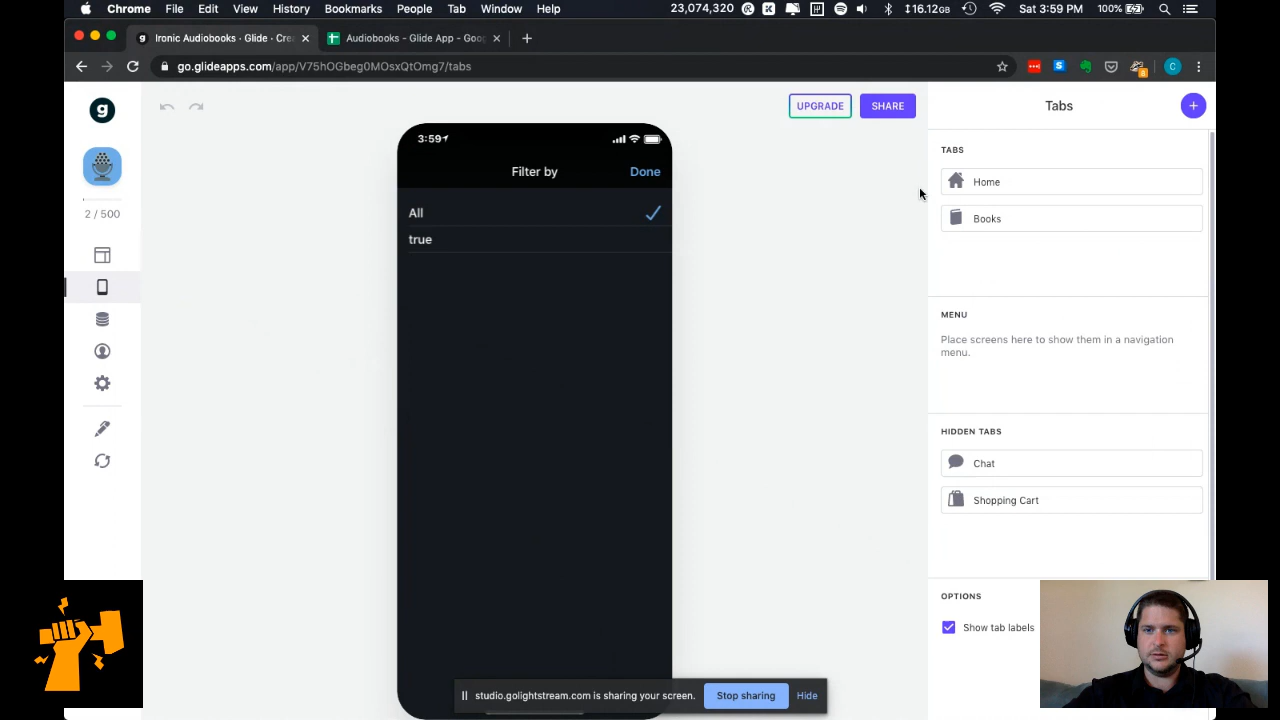 Chrome File Edit View History Bookmarks People Tab Window Help 23,074,320 16.12GB Sat 3:59 PM 100%
Ironic Audiobooks · Glide · Cre
Audiobooks - Glide App - Goo
go.glideapps.com/app/V75hOGbeg0MOsxQtOmg7/tabs
g
2 / 500
UPGRADE
SHARE
3:59
Filter by
Done
All
true
Tabs
TABS
Home
Books
MENU
Place screens here to show them in a navigation
menu.
HIDDEN TABS
Chat
Shopping Cart
OPTIONS
Show tab labels
studio.golightstream.com is sharing your screen.
Stop sharing
Hide